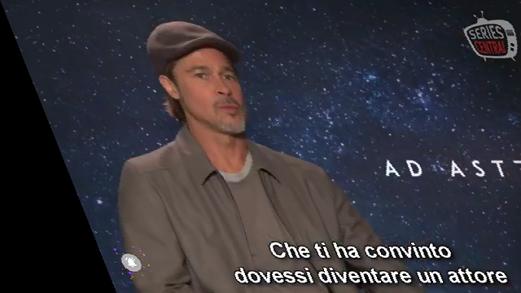 SERIES
CENTRAL
AD AST
Che ti ha convinto
dovessi diventare un attore